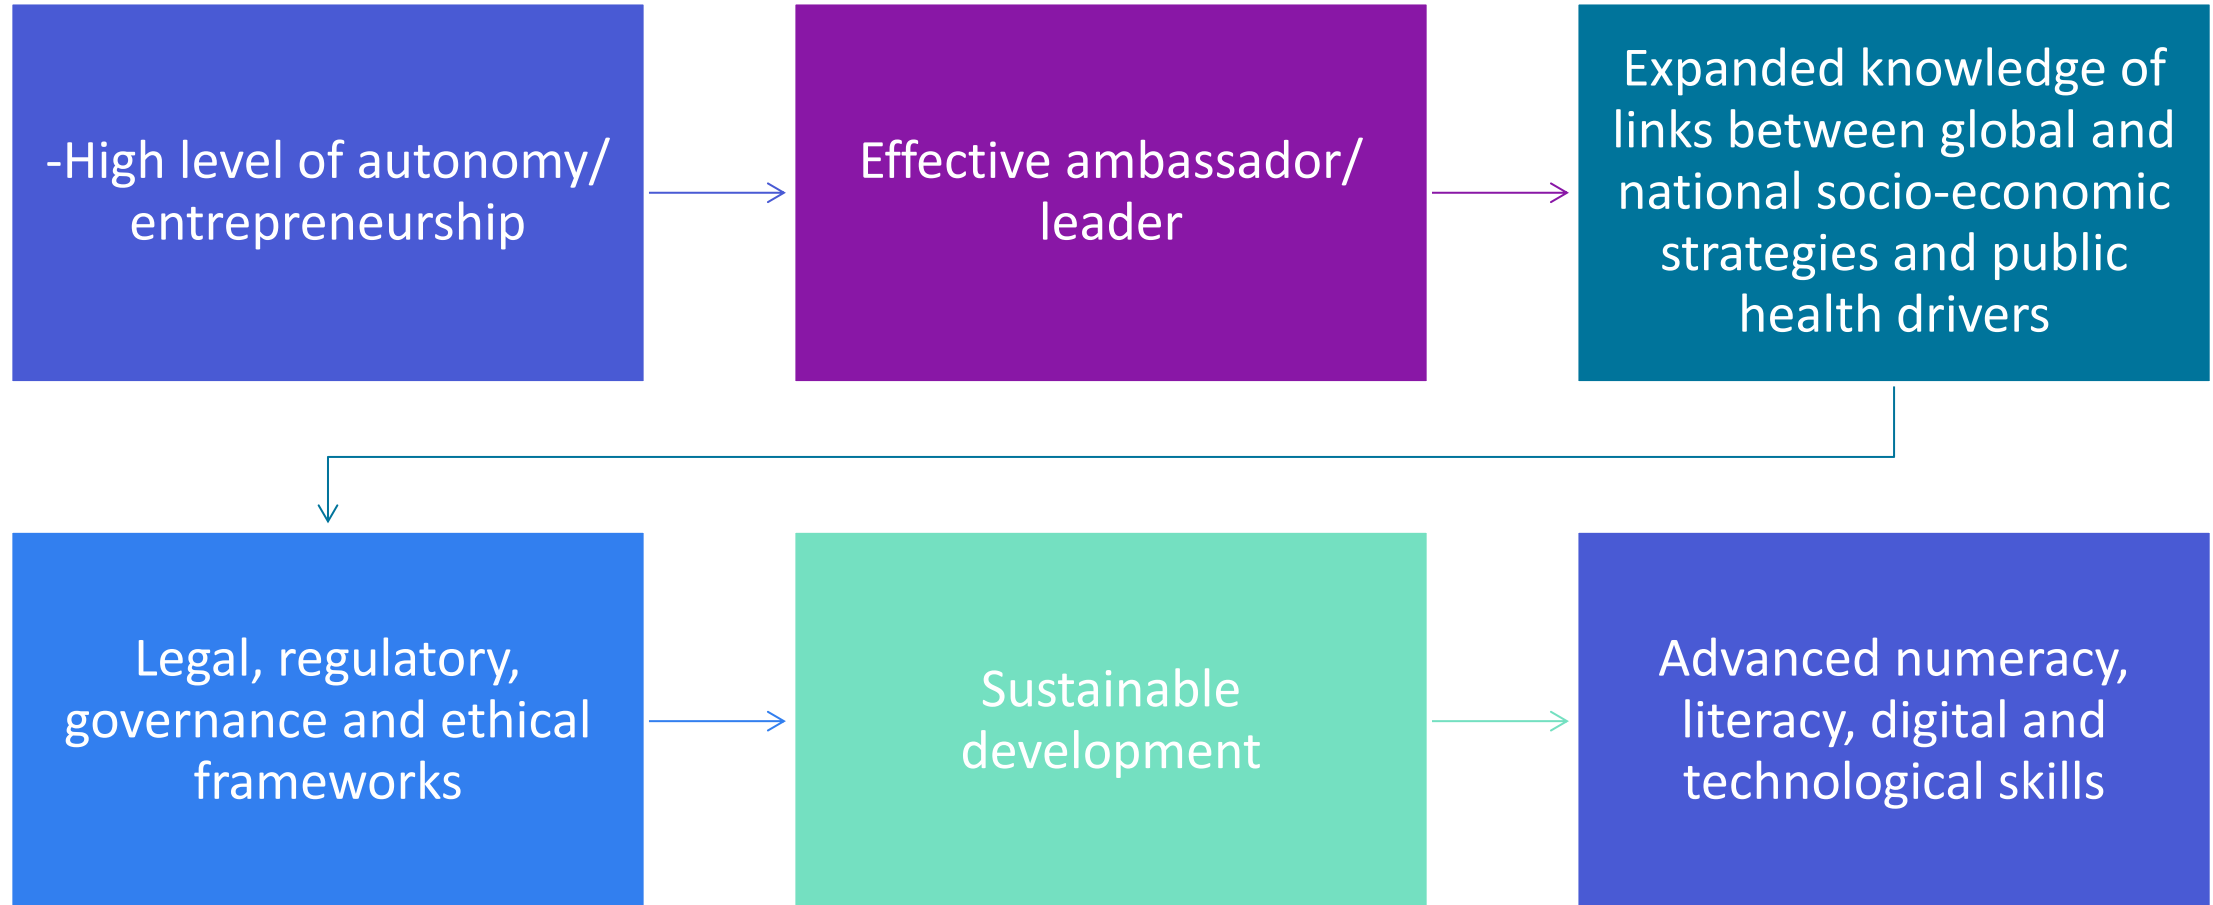 -High level of autonomy/
entrepreneurship
Effective ambassador/
leader
Expanded knowledge of
links between global and
national socio-economic
strategies and public
health drivers
Legal, regulatory,
governance and ethical
frameworks
Sustainable
development
Advanced numeracy,
literacy, digital and
technological skills